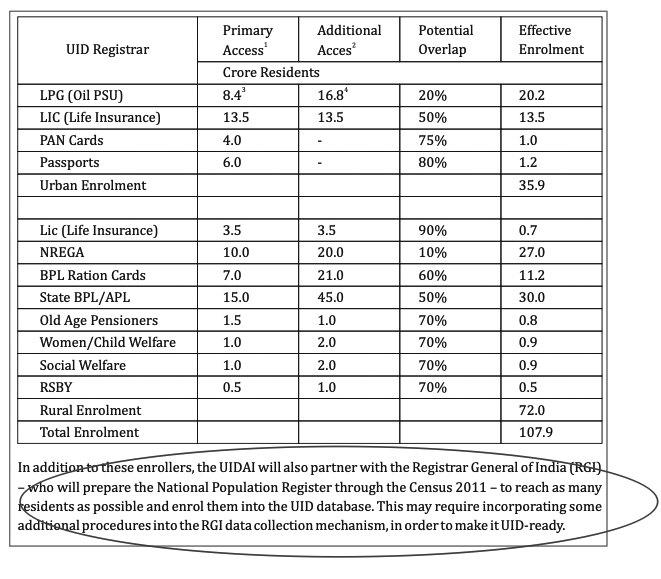 UID Registrar Primary Access¹ Additional Acces² Potential Overlap Effective Enrolment
Crore Residents
LPG (Oil PSU) 8.4³ 16.8⁴ 20% 20.2
LIC (Life Insurance) 13.5 13.5 50% 13.5
PAN Cards 4.0 - 75% 1.0
Passports 6.0 - 80% 1.2
Urban Enrolment 35.9
Lic (Life Insurance) 3.5 3.5 90% 0.7
NREGA 10.0 20.0 10% 27.0
BPL Ration Cards 7.0 21.0 60% 11.2
State BPL/APL 15.0 45.0 50% 30.0
Old Age Pensioners 1.5 1.0 70% 0.8
Women/Child Welfare 1.0 2.0 70% 0.9
Social Welfare 1.0 2.0 70% 0.9
RSBY 0.5 1.0 70% 0.5
Rural Enrolment 72.0
Total Enrolment 107.9
In addition to these enrollers, the UIDAI will also partner with the Registrar General of India (RGI)
– who will prepare the National Population Register through the Census 2011 – to reach as many
residents as possible and enrol them into the UID database. This may require incorporating some
additional procedures into the RGI data collection mechanism, in order to make it UID-ready.